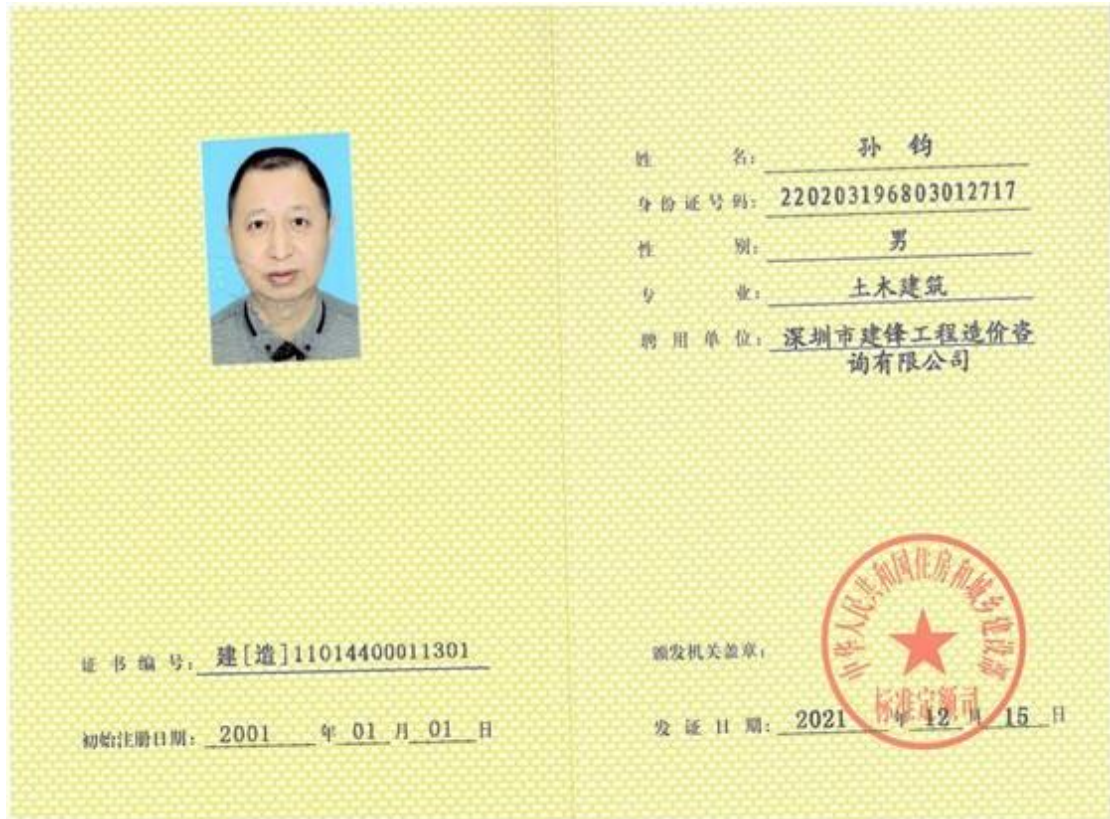 姓 名: 孙 钧
身份证号码: 220203196803012717
性 别: 男
专 业: 土木建筑
聘用单位: 深圳市建锋工程造价咨
询有限公司
证书编号: 建[造]11014400011301
初始注册日期: 2001 年 01 月 01 日
颁发机关盖章:
中华人民共和国住房和城乡建设部
标准定额司
发证日期: 2021 年 12 月 15 日